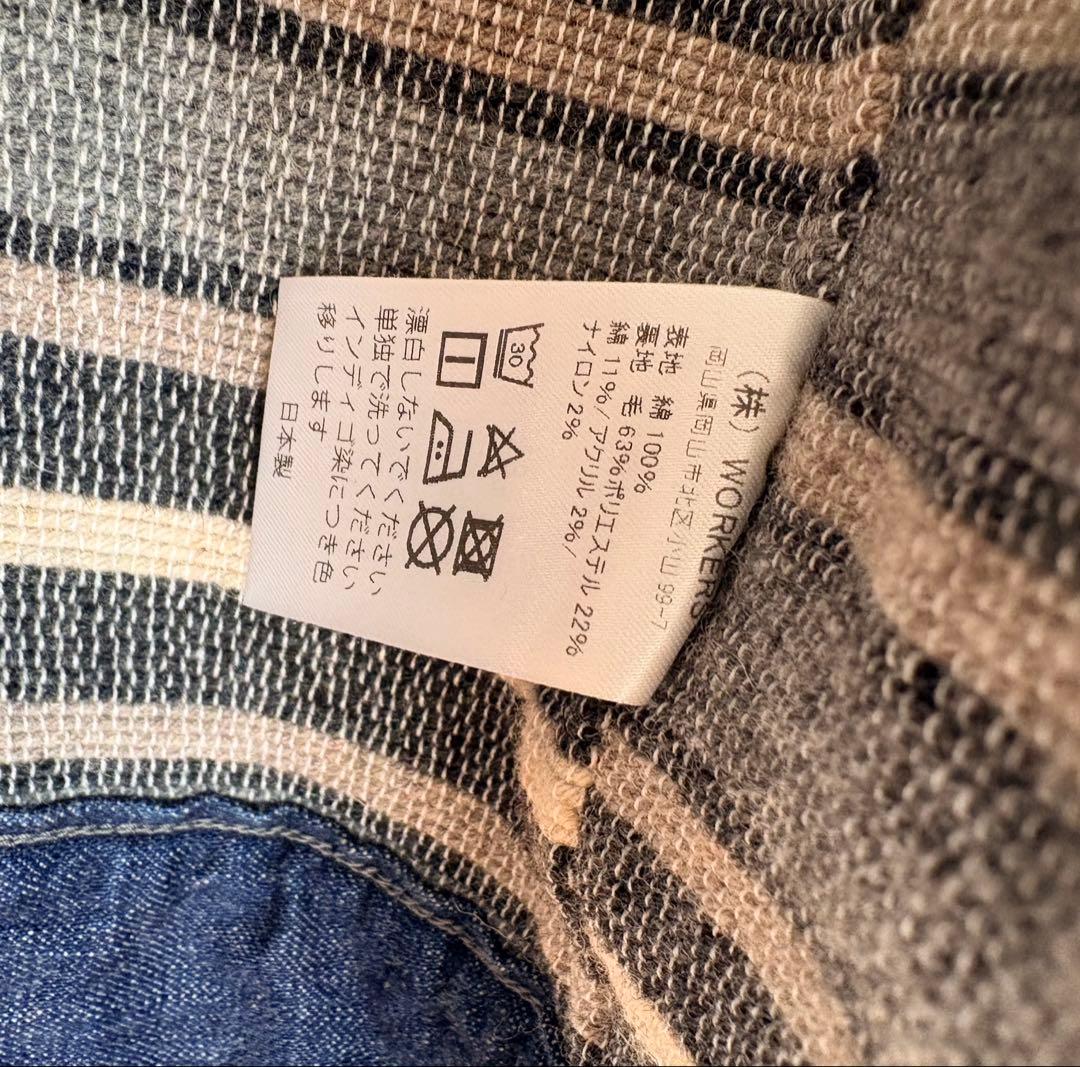 (株) WORKERS
岡山県岡山市北区小山99-7
表地 綿 100%
裏地 毛 63%ポリエステル 22%
綿 11%/アクリル 2%/
ナイロン 2%
30
漂白しないでください
単独で洗ってください
インディゴ染につき色
移りします
日本製